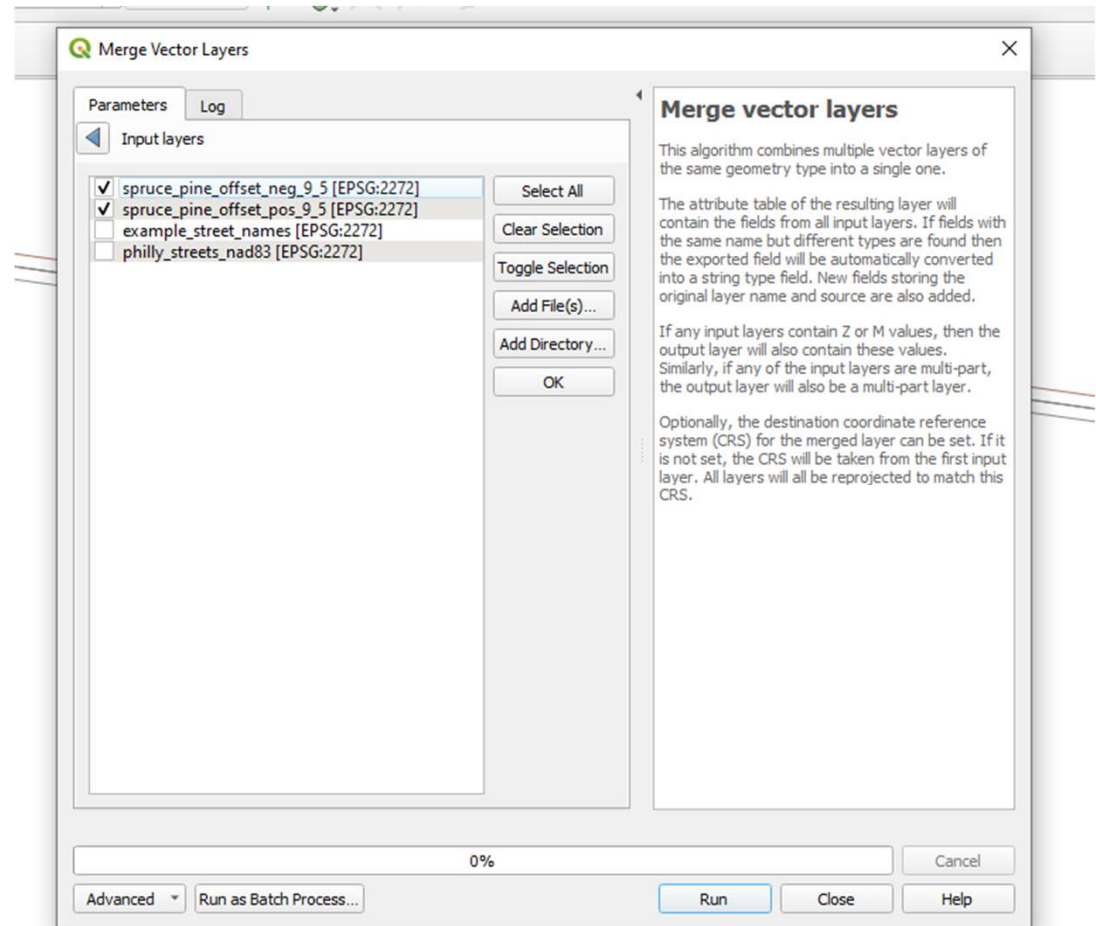 Merge Vector Layers
Parameters
Log
Input layers
spruce_pine_offset_neg_9_5 [EPSG:2272]
spruce_pine_offset_pos_9_5 [EPSG:2272]
example_street_names [EPSG:2272]
philly_streets_nad83 [EPSG:2272]
Select All
Clear Selection
Toggle Selection
Add File(s)...
Add Directory...
OK
Merge vector layers
This algorithm combines multiple vector layers of
the same geometry type into a single one.
The attribute table of the resulting layer will
contain the fields from all input layers. If fields with
the same name but different types are found then
the exported field will be automatically converted
into a string type field. New fields storing the
original layer name and source are also added.
If any input layers contain Z or M values, then the
output layer will also contain these values.
Similarly, if any of the input layers are multi-part,
the output layer will also be a multi-part layer.
Optionally, the destination coordinate reference
system (CRS) for the merged layer can be set. If it
is not set, the CRS will be taken from the first input
layer. All layers will all be reprojected to match this
CRS.
0%
Cancel
Advanced
Run as Batch Process...
Run
Close
Help